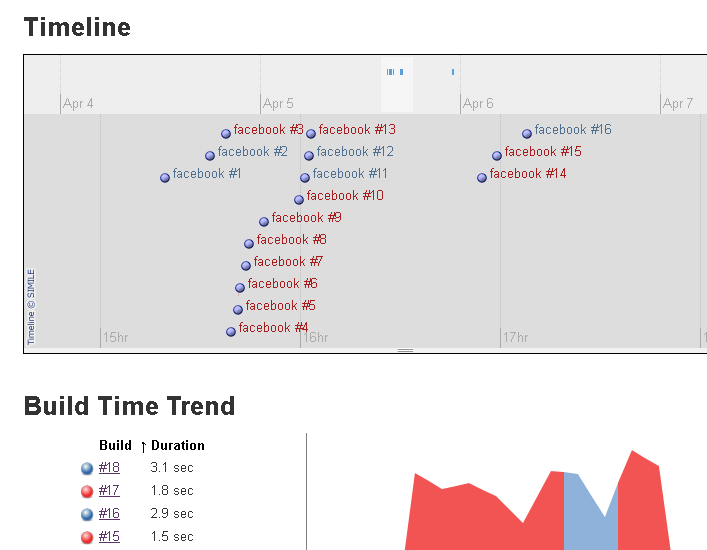 Timeline
Apr 4
Apr 5
Apr 6
Apr 7
facebook #3
facebook #13
facebook #16
facebook #2
facebook #12
facebook #15
facebook #1
facebook #11
facebook #14
facebook #10
facebook #9
facebook #8
facebook #7
facebook #6
facebook #5
facebook #4
15hr
16hr
17hr
Timeline © SIMILE
Build Time Trend
Build ↑ Duration
#18 3.1 sec
#17 1.8 sec
#16 2.9 sec
#15 1.5 sec